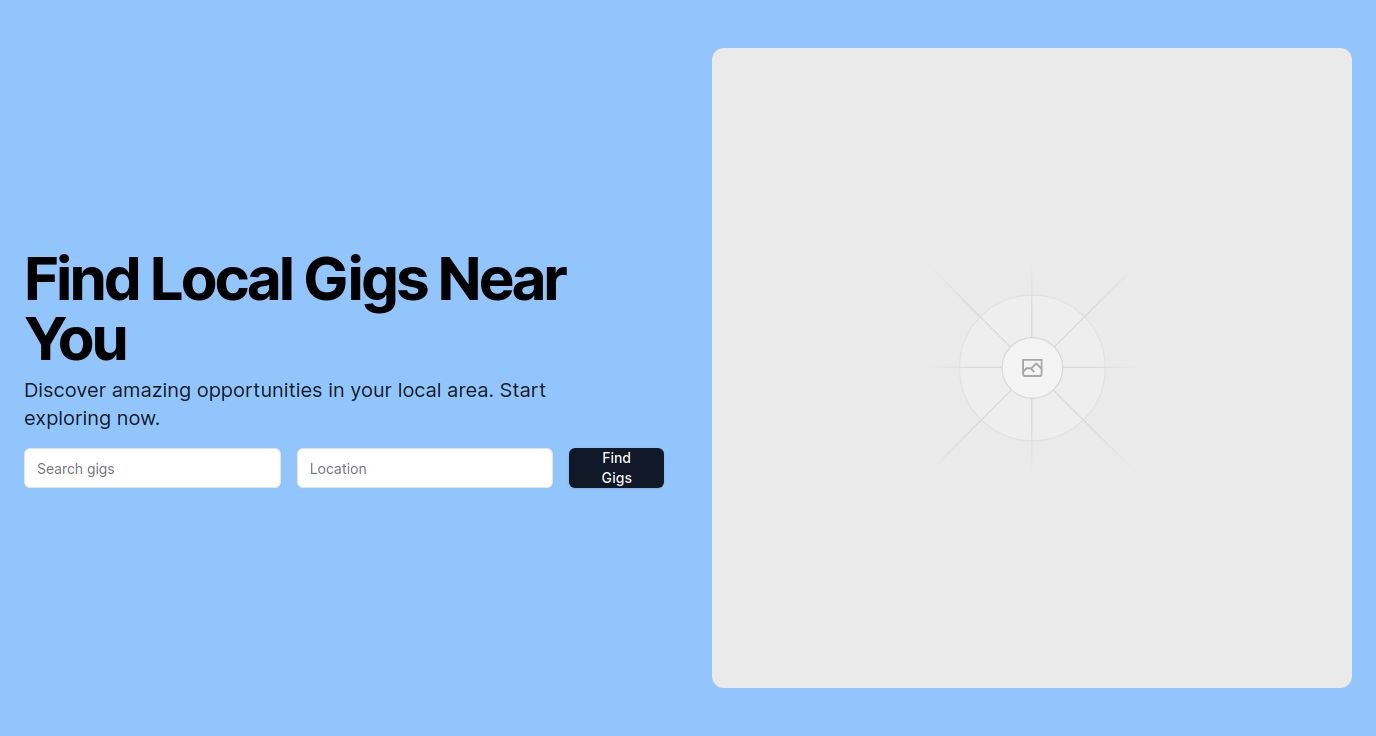 Find Local Gigs Near
You
Discover amazing opportunities in your local area. Start
exploring now.
Search gigs
Location
Find
Gigs